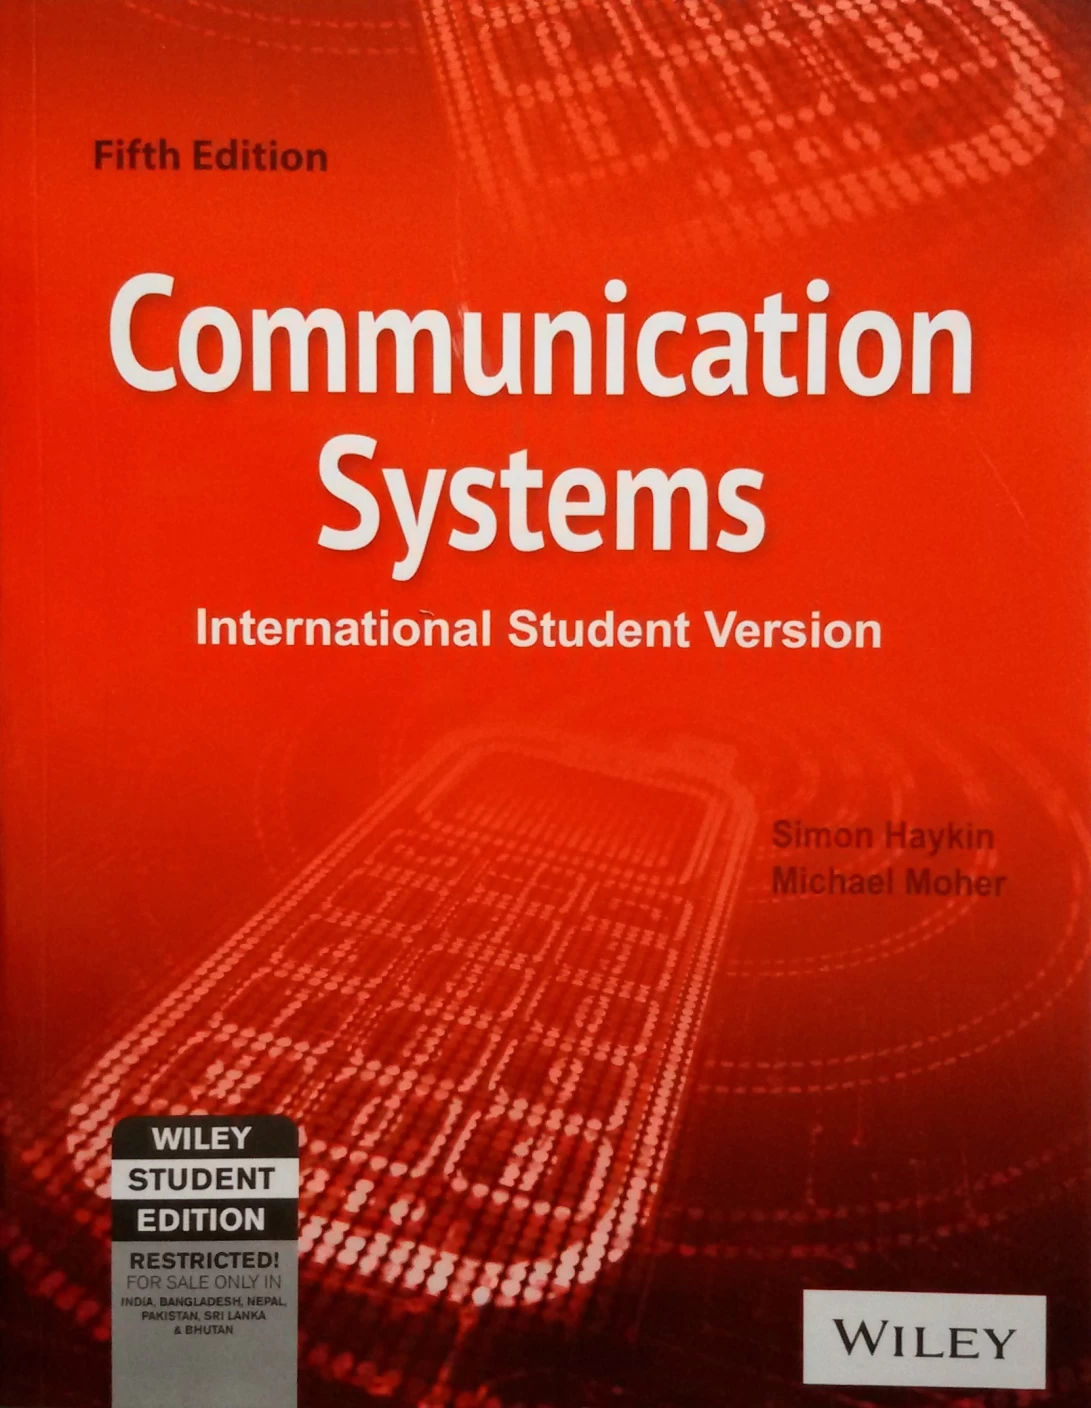 Fifth Edition
Communication
Systems
International Student Version
Simon Haykin
Michael Moher
WILEY
STUDENT
EDITION
RESTRICTED!
FOR SALE ONLY IN
INDIA, BANGLADESH, NEPAL,
PAKISTAN, SRI LANKA
& BHUTAN
WILEY